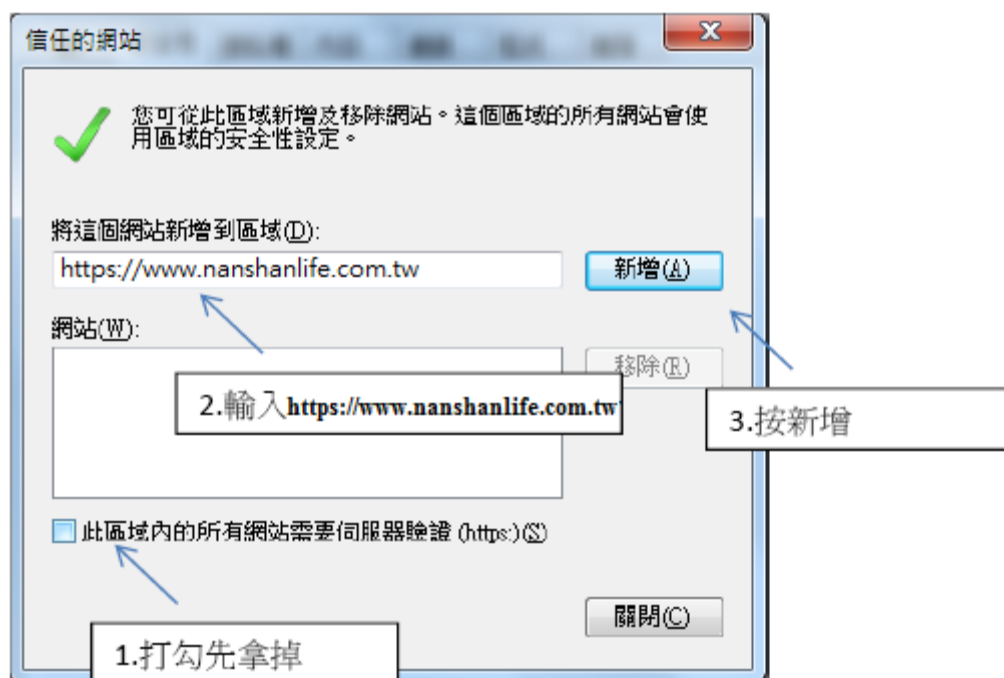 信任的網站
您可從此區域新增及移除網站。這個區域的所有網站會使
用區域的安全性設定。
將這個網站新增到區域(D):
https://www.nanshanlife.com.tw
新增(A)
網站(W):
移除(R)
2.輸入https://www.nanshanlife.com.tw
3.按新增
此區域內的所有網站需要伺服器驗證 (https:)(S)
關閉(C)
1.打勾先拿掉